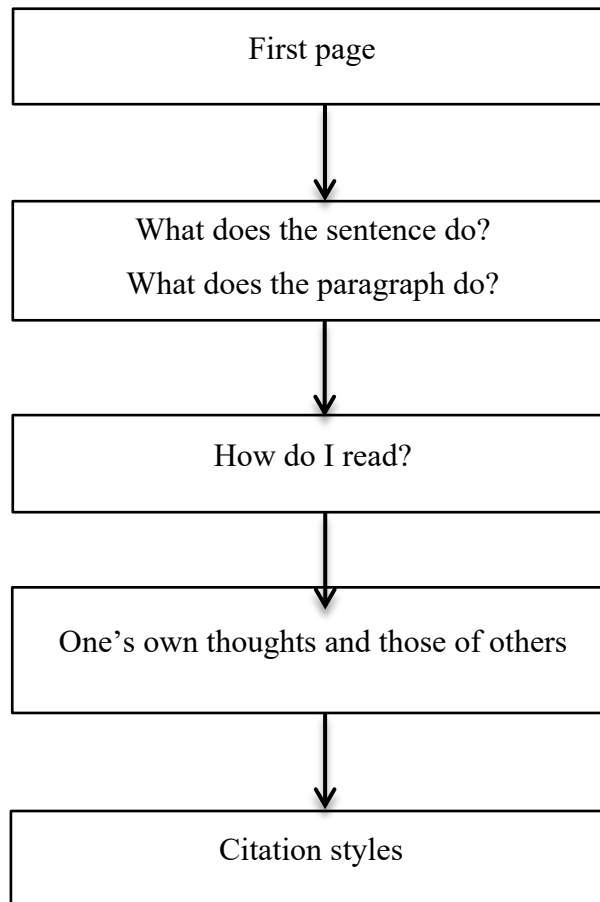 First page
What does the sentence do?
What does the paragraph do?
How do I read?
One’s own thoughts and those of others
Citation styles